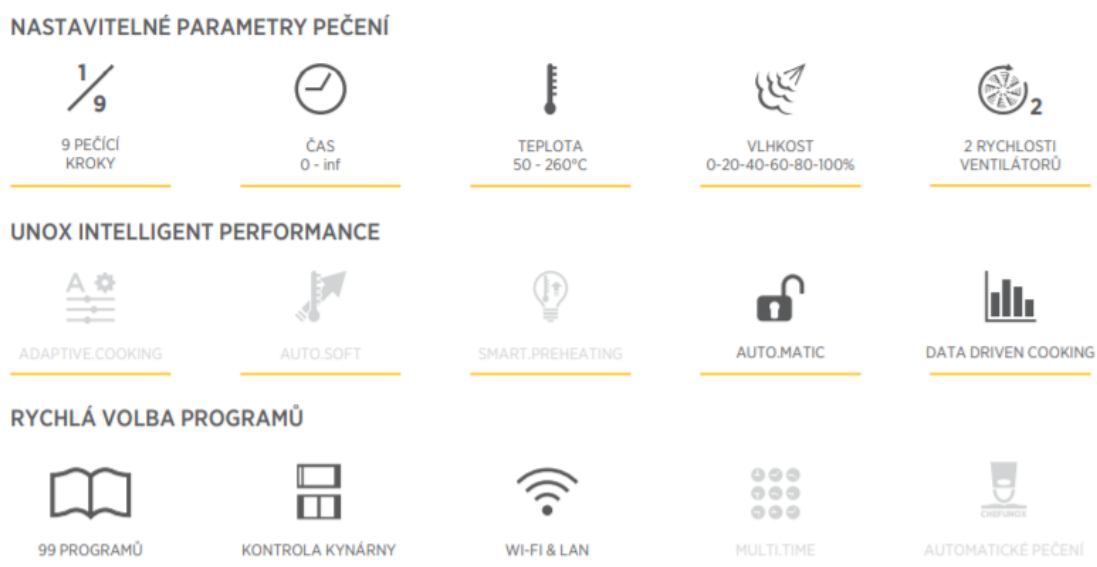 NASTAVITELNÉ PARAMETRY PEČENÍ
1/9
2
9 PEČÍCÍ
KROKY
ČAS
0 - inf
TEPLOTA
50 - 260°C
VLHKOST
0-20-40-60-80-100%
2 RYCHLOSTI
VENTILÁTORŮ
UNOX INTELLIGENT PERFORMANCE
A
ADAPTIVE.COOKING
AUTO.SOFT
SMART.PREHEATING
AUTO.MATIC
DATA DRIVEN COOKING
RYCHLÁ VOLBA PROGRAMŮ
CHEFUNOX
99 PROGRAMŮ
KONTROLA KYNÁRNY
WI-FI & LAN
MULTI.TIME
AUTOMATICKÉ PEČENÍ